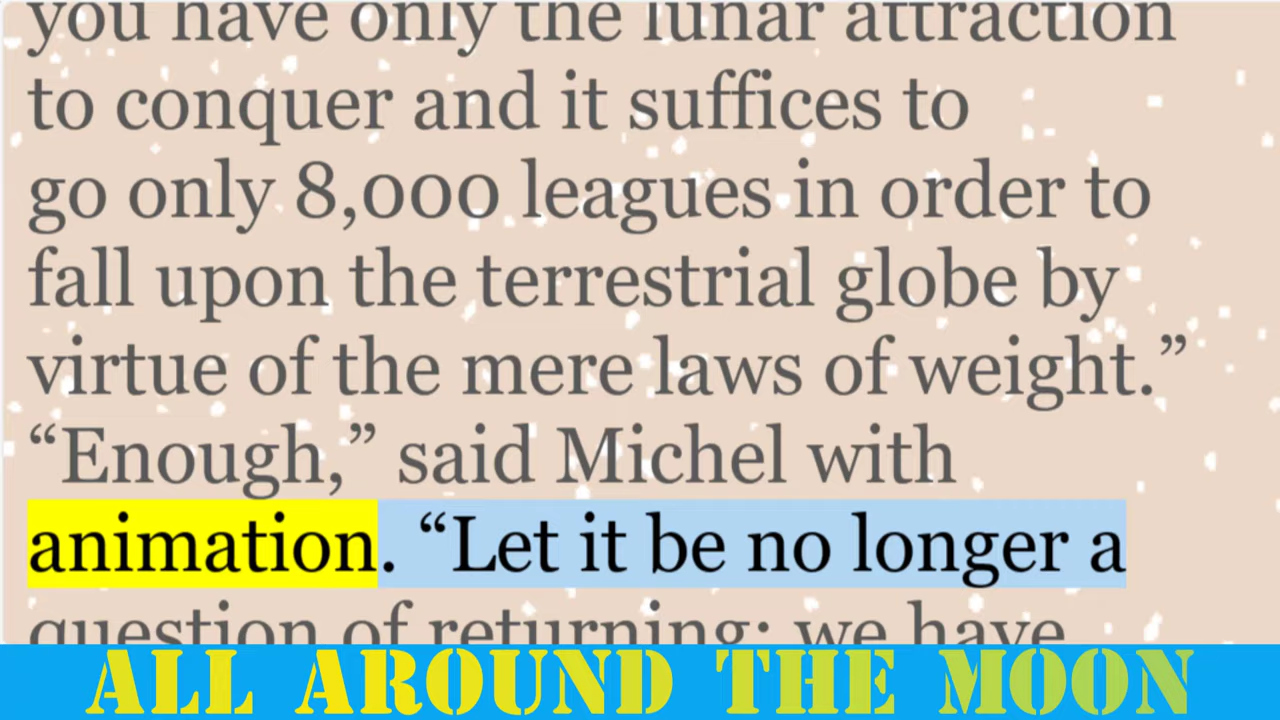 you have only the lunar attraction
to conquer and it suffices to
go only 8,000 leagues in order to
fall upon the terrestrial globe by
virtue of the mere laws of weight.”
“Enough,” said Michel with
animation. “Let it be no longer a
question of returning; we have
ALL AROUND THE MOON